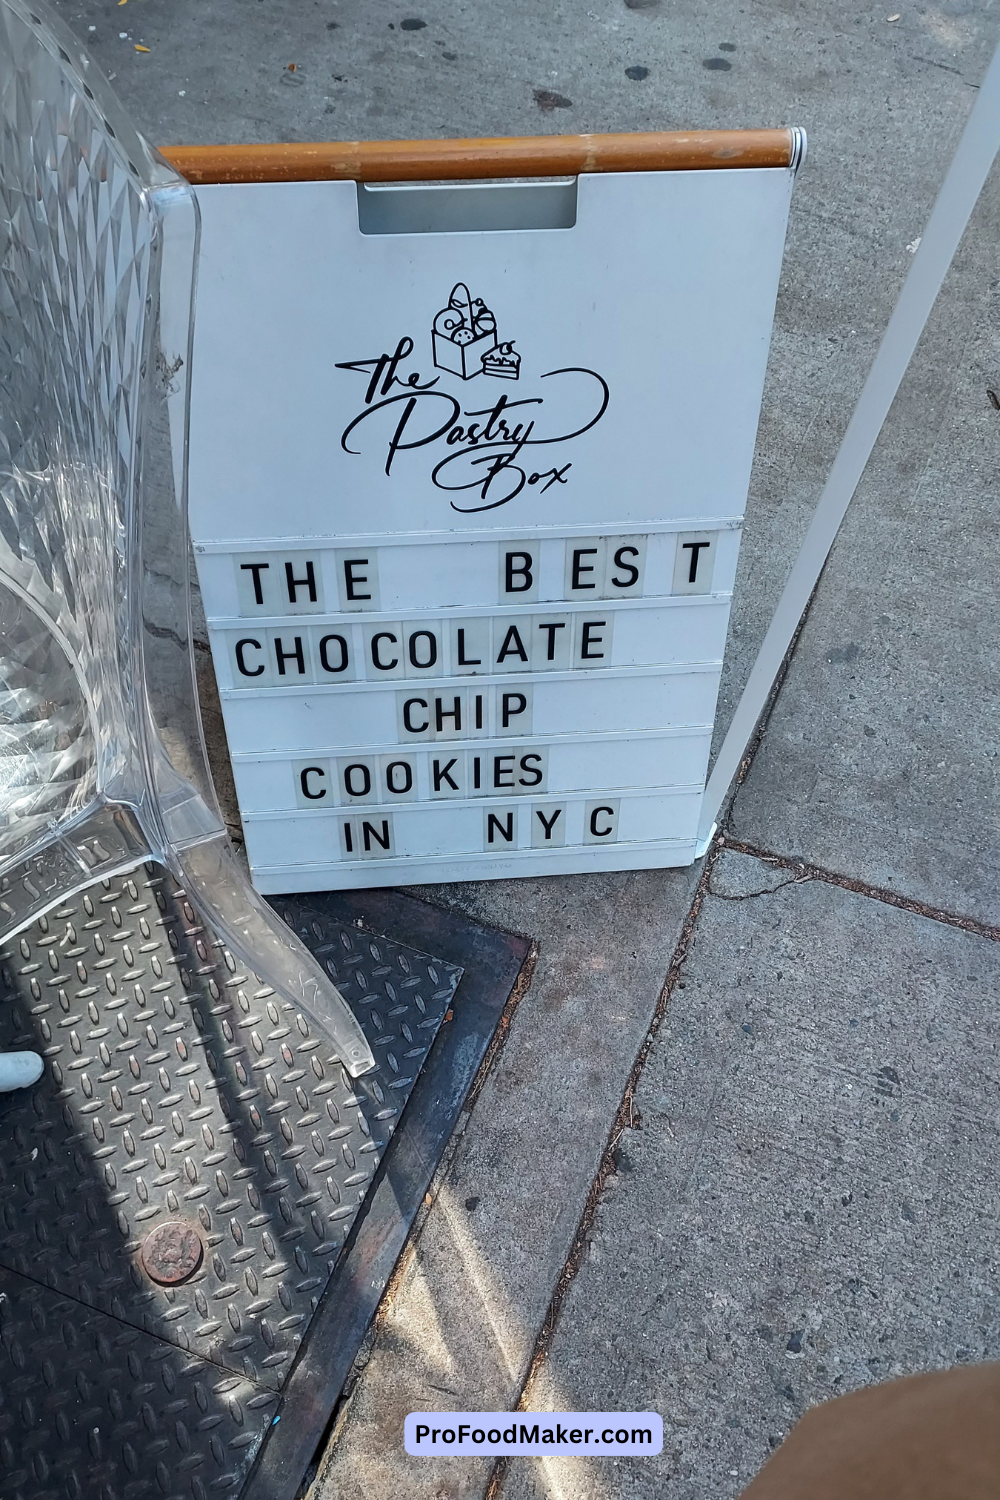 The
Pastry
Box
THE BEST
CHOCOLATE
CHIP
COOKIES
IN NYC
ProFoodMaker.com